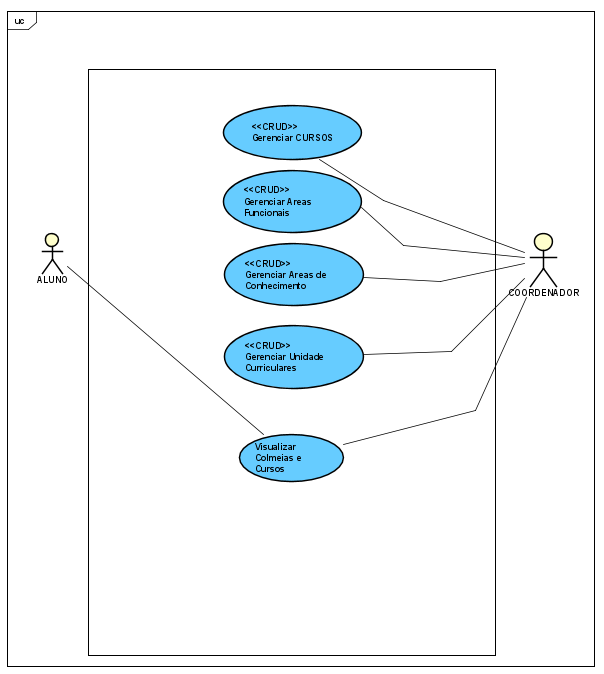 uc
<<CRUD>>
Gerenciar CURSOS
<<CRUD>>
Gerenciar Areas
Funcionais
<<CRUD>>
Gerenciar Areas de
Conhecimento
ALUNO
COORDENADOR
<<CRUD>>
Gerenciar Unidade
Curriculares
Visualizar
Colmeias e
Cursos